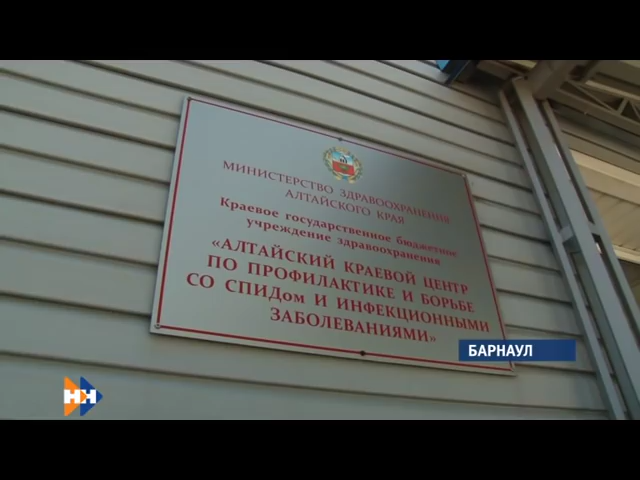 МИНИСТЕРСТВО ЗДРАВООХРАНЕНИЯ
АЛТАЙСКОГО КРАЯ
Краевое государственное бюджетное
учреждение здравоохранения
«АЛТАЙСКИЙ КРАЕВОЙ ЦЕНТР
ПО ПРОФИЛАКТИКЕ И БОРЬБЕ
СО СПИДом И ИНФЕКЦИОННЫМИ
ЗАБОЛЕВАНИЯМИ»
БАРНАУЛ
НН